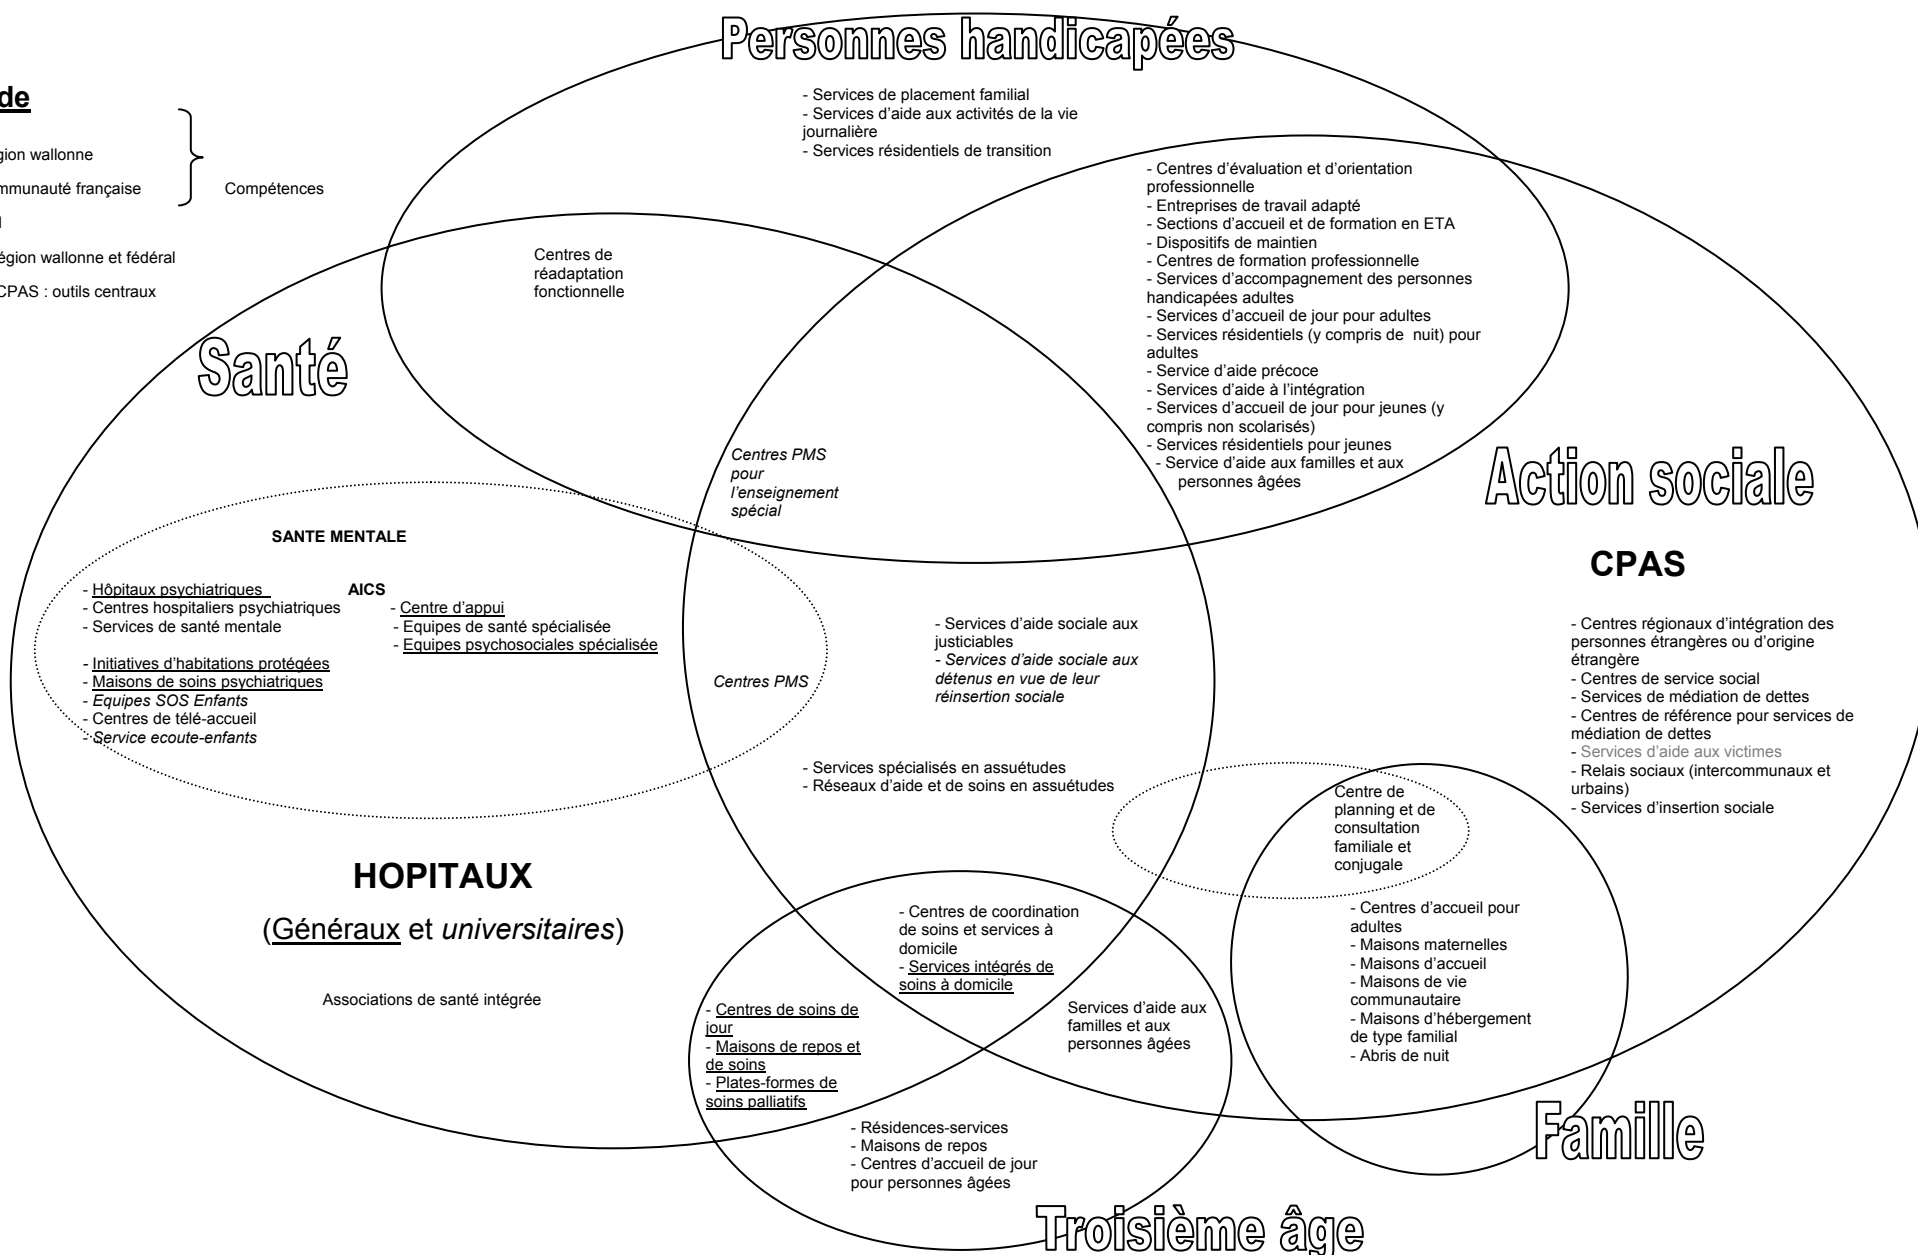 Personnes handicapées
de
gion wallonne
mmunauté française
Compétences
égion wallonne et fédéral
CPAS : outils centraux
- Services de placement familial
- Services d'aide aux activités de la vie
journalière
- Services résidentiels de transition
- Centres d'évaluation et d'orientation
professionnelle
- Entreprises de travail adapté
- Sections d'accueil et de formation en ETA
- Dispositifs de maintien
- Centres de formation professionnelle
- Services d'accompagnement des personnes
handicapées adultes
- Services d'accueil de jour pour adultes
- Services résidentiels (y compris de  nuit) pour
adultes
- Service d'aide précoce
- Services d'aide à l'intégration
- Services d'accueil de jour pour jeunes (y
compris non scolarisés)
- Services résidentiels pour jeunes
- Service d'aide aux familles et aux
personnes âgées
Centres de
réadaptation
fonctionnelle
Santé
Centres PMS
pour
l'enseignement
spécial
Action sociale
CPAS
- Centres régionaux d'intégration des
personnes étrangères ou d'origine
étrangère
- Centres de service social
- Services de médiation de dettes
- Centres de référence pour services de
médiation de dettes
- Services d'aide aux victimes
- Relais sociaux (intercommunaux et
urbains)
- Services d'insertion sociale
SANTE MENTALE
- Hôpitaux psychiatriques
- Centres hospitaliers psychiatriques
- Services de santé mentale
- Initiatives d'habitations protégées
- Maisons de soins psychiatriques
- Equipes SOS Enfants
- Centres de télé-accueil
- Service ecoute-enfants
AICS
- Centre d'appui
- Equipes de santé spécialisée
- Equipes psychosociales spécialisée
Centres PMS
- Services d'aide sociale aux
justiciables
- Services d'aide sociale aux
détenus en vue de leur
réinsertion sociale
- Services spécialisés en assuétudes
- Réseaux d'aide et de soins en assuétudes
Centre de
planning et de
consultation
familiale et
conjugale
HOPITAUX
(Généraux et universitaires)
Associations de santé intégrée
- Centres de coordination
de soins et services à
domicile
- Services intégrés de
soins à domicile
- Centres de soins de
jour
- Maisons de repos et
de soins
- Plates-formes de
soins palliatifs
Services d'aide aux
familles et aux
personnes âgées
- Centres d'accueil pour
adultes
- Maisons maternelles
- Maisons d'accueil
- Maisons de vie
communautaire
- Maisons d'hébergement
de type familial
- Abris de nuit
- Résidences-services
- Maisons de repos
- Centres d'accueil de jour
pour personnes âgées
Famille
Troisième âge